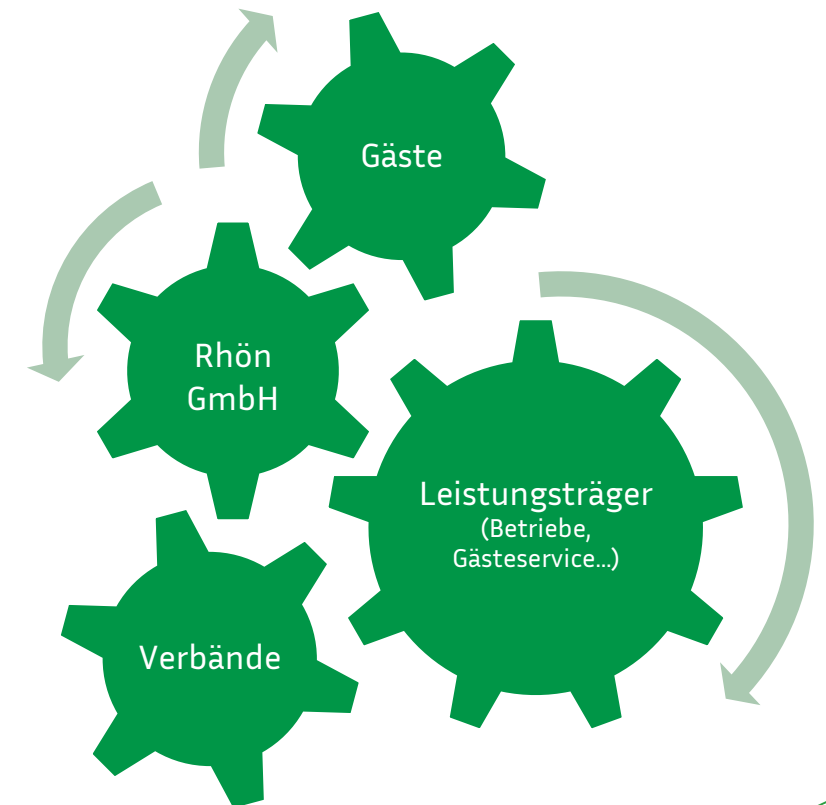 Gäste
Rhön
GmbH
Leistungsträger
(Betriebe,
Gästeservice...)
Verbände